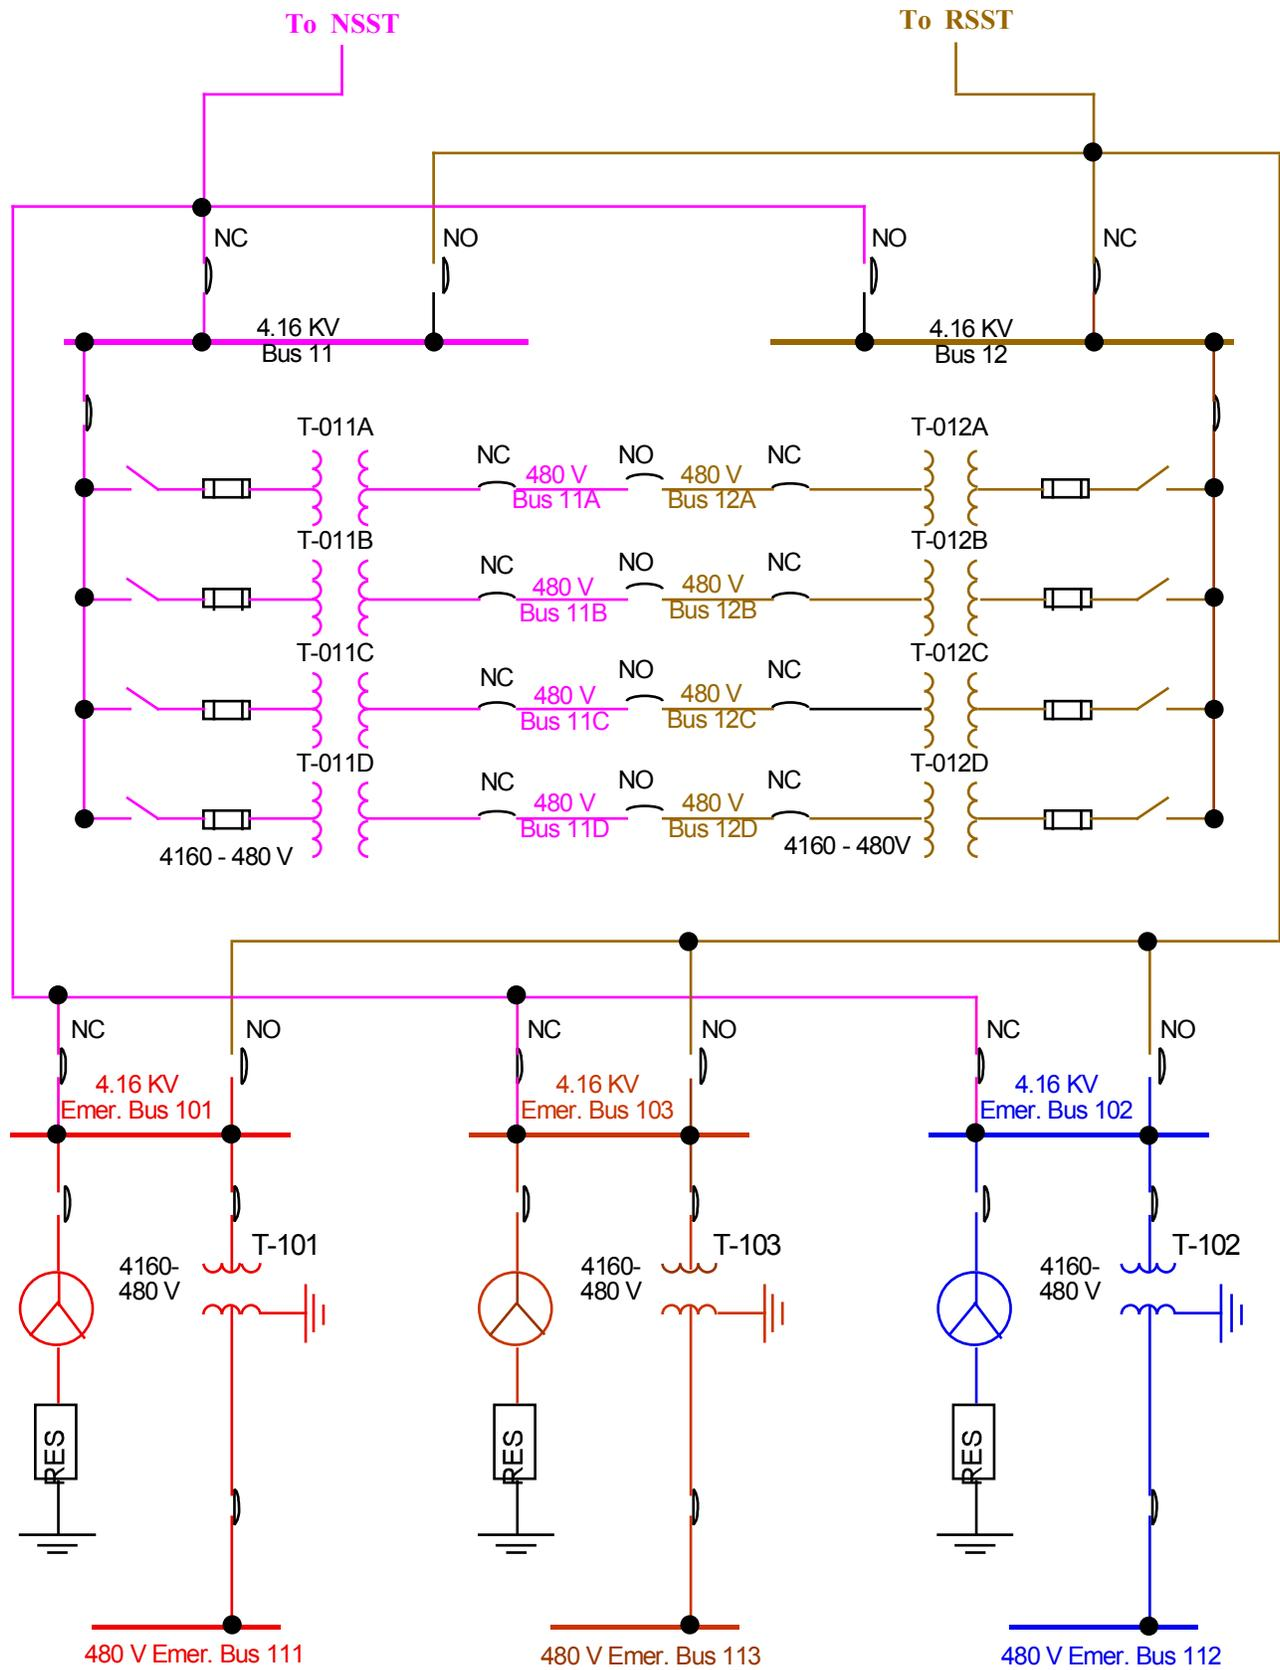 To NSST
To RSST
NC
NO
NO
NC
4.16 KV
Bus 11
4.16 KV
Bus 12
T-011A
T-012A
NC
NO
NC
480 V
Bus 11A
480 V
Bus 12A
T-011B
T-012B
NC
NO
NC
480 V
Bus 11B
480 V
Bus 12B
T-011C
T-012C
NC
NO
NC
480 V
Bus 11C
480 V
Bus 12C
T-011D
T-012D
NC
NO
NC
480 V
Bus 11D
480 V
Bus 12D
4160 - 480 V
4160 - 480V
NC
NO
NC
NO
NC
NO
4.16 KV
Emer. Bus 101
4.16 KV
Emer. Bus 103
4.16 KV
Emer. Bus 102
T-101
4160-
480 V
T-103
4160-
480 V
T-102
4160-
480 V
RES
RES
RES
480 V Emer. Bus 111
480 V Emer. Bus 113
480 V Emer. Bus 112